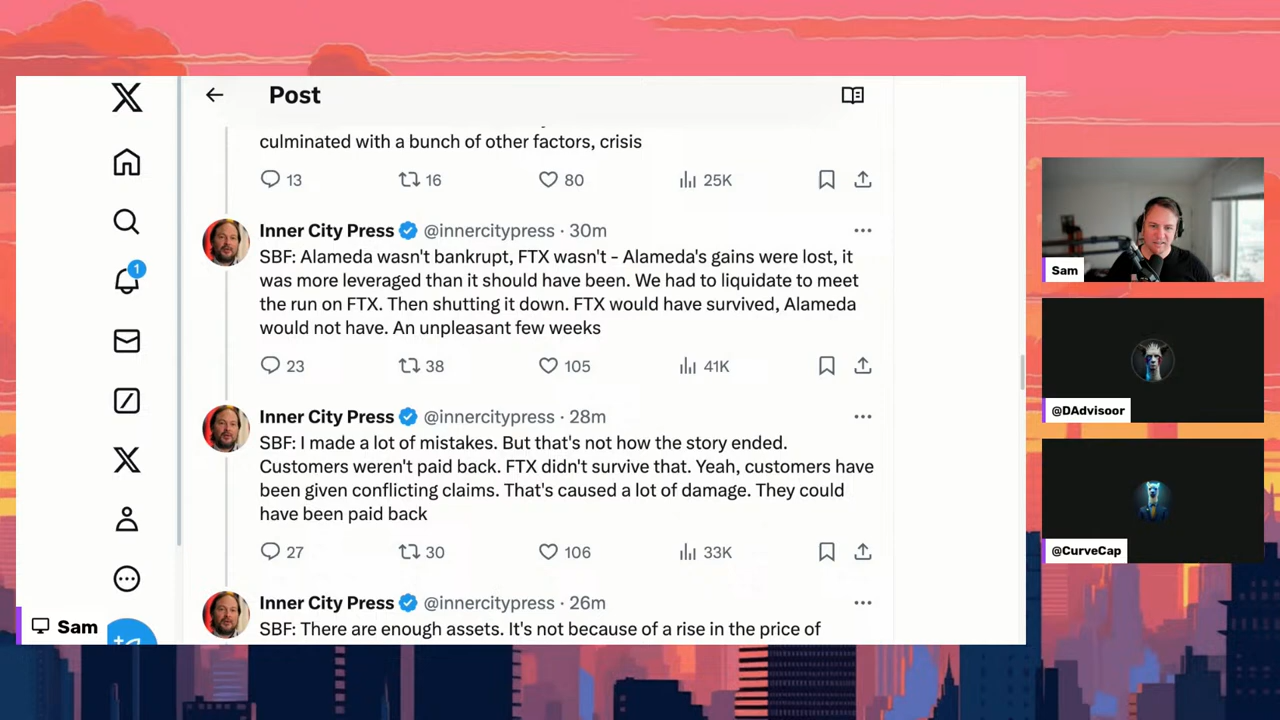 Post
culminated with a bunch of other factors, crisis
13 16 80 25K
Inner City Press @innercitypress · 30m
SBF: Alameda wasn't bankrupt, FTX wasn't - Alameda's gains were lost, it
was more leveraged than it should have been. We had to liquidate to meet
the run on FTX. Then shutting it down. FTX would have survived, Alameda
would not have. An unpleasant few weeks
23 38 105 41K
Inner City Press @innercitypress · 28m
SBF: I made a lot of mistakes. But that's not how the story ended.
Customers weren't paid back. FTX didn't survive that. Yeah, customers have
been given conflicting claims. That's caused a lot of damage. They could
have been paid back
27 30 106 33K
Inner City Press @innercitypress · 26m
SBF: There are enough assets. It's not because of a rise in the price of
1
Sam
Sam
@DAdvisoor
@CurveCap